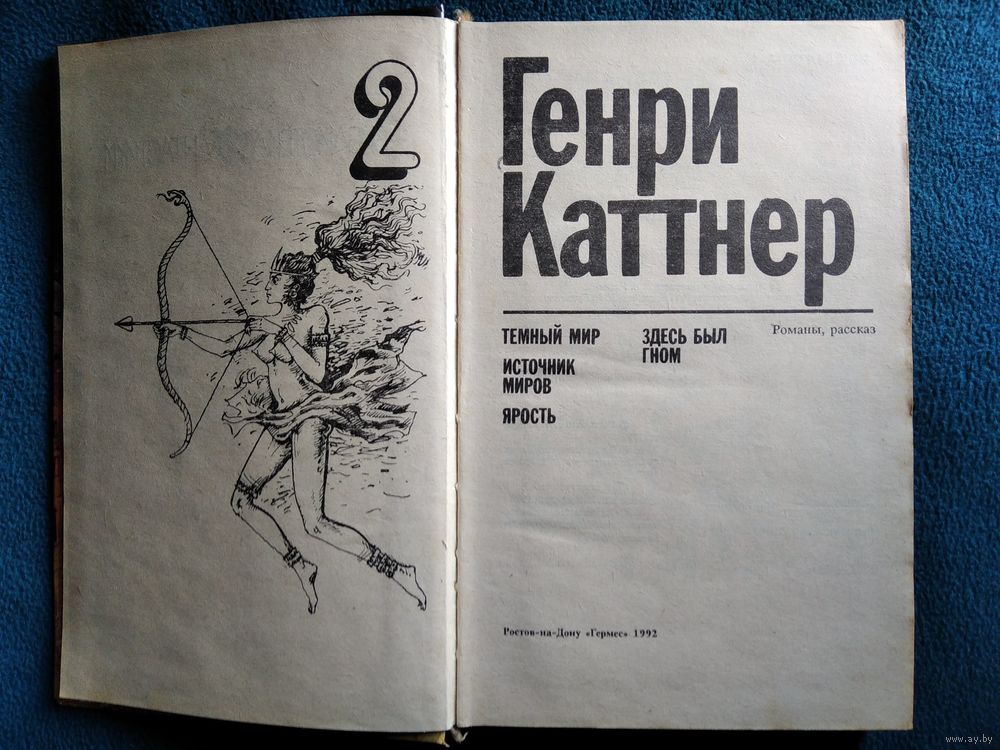 2
Генри
Каттнер
ТЕМНЫЙ МИР
ИСТОЧНИК
МИРОВ
ЯРОСТЬ
ЗДЕСЬ БЫЛ
ГНОМ
Романы, рассказ
Ростов-на-Дону «Гермес» 1992
www.ay.by